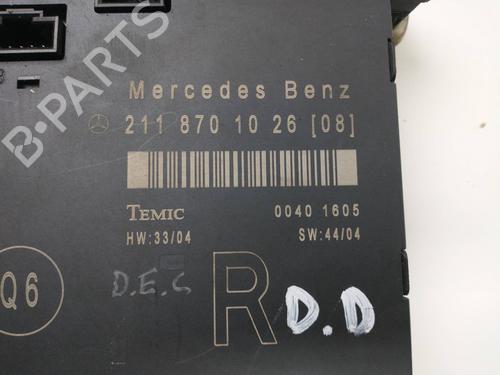 Mercedes Benz
211 870 10 26 [08]
TEMIC 0040 1605
HW:33/04 SW:44/04
Q6
D.E.C
R
D.D
B-PARTS